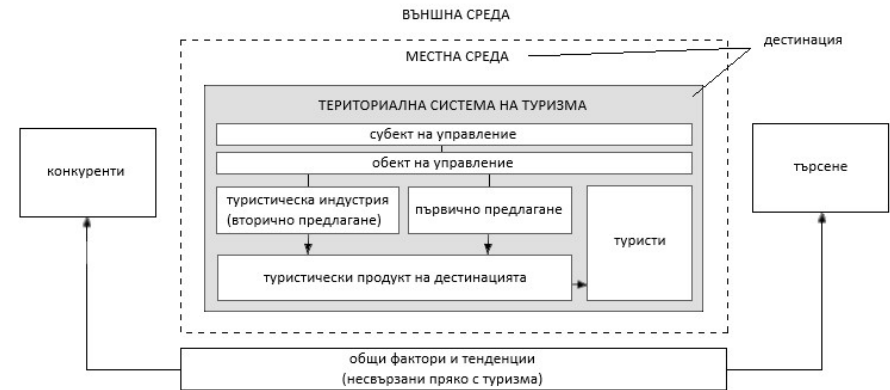 ВЪНШНА СРЕДА
МЕСТНА СРЕДА
дестинация
ТЕРИТОРИАЛНА СИСТЕМА НА ТУРИЗМА
субект на управление
обект на управление
конкуренти
търсене
туристическа индустрия
(вторично предлагане)
първично предлагане
туристи
туристически продукт на дестинацията
общи фактори и тенденции
(несвързани пряко с туризма)